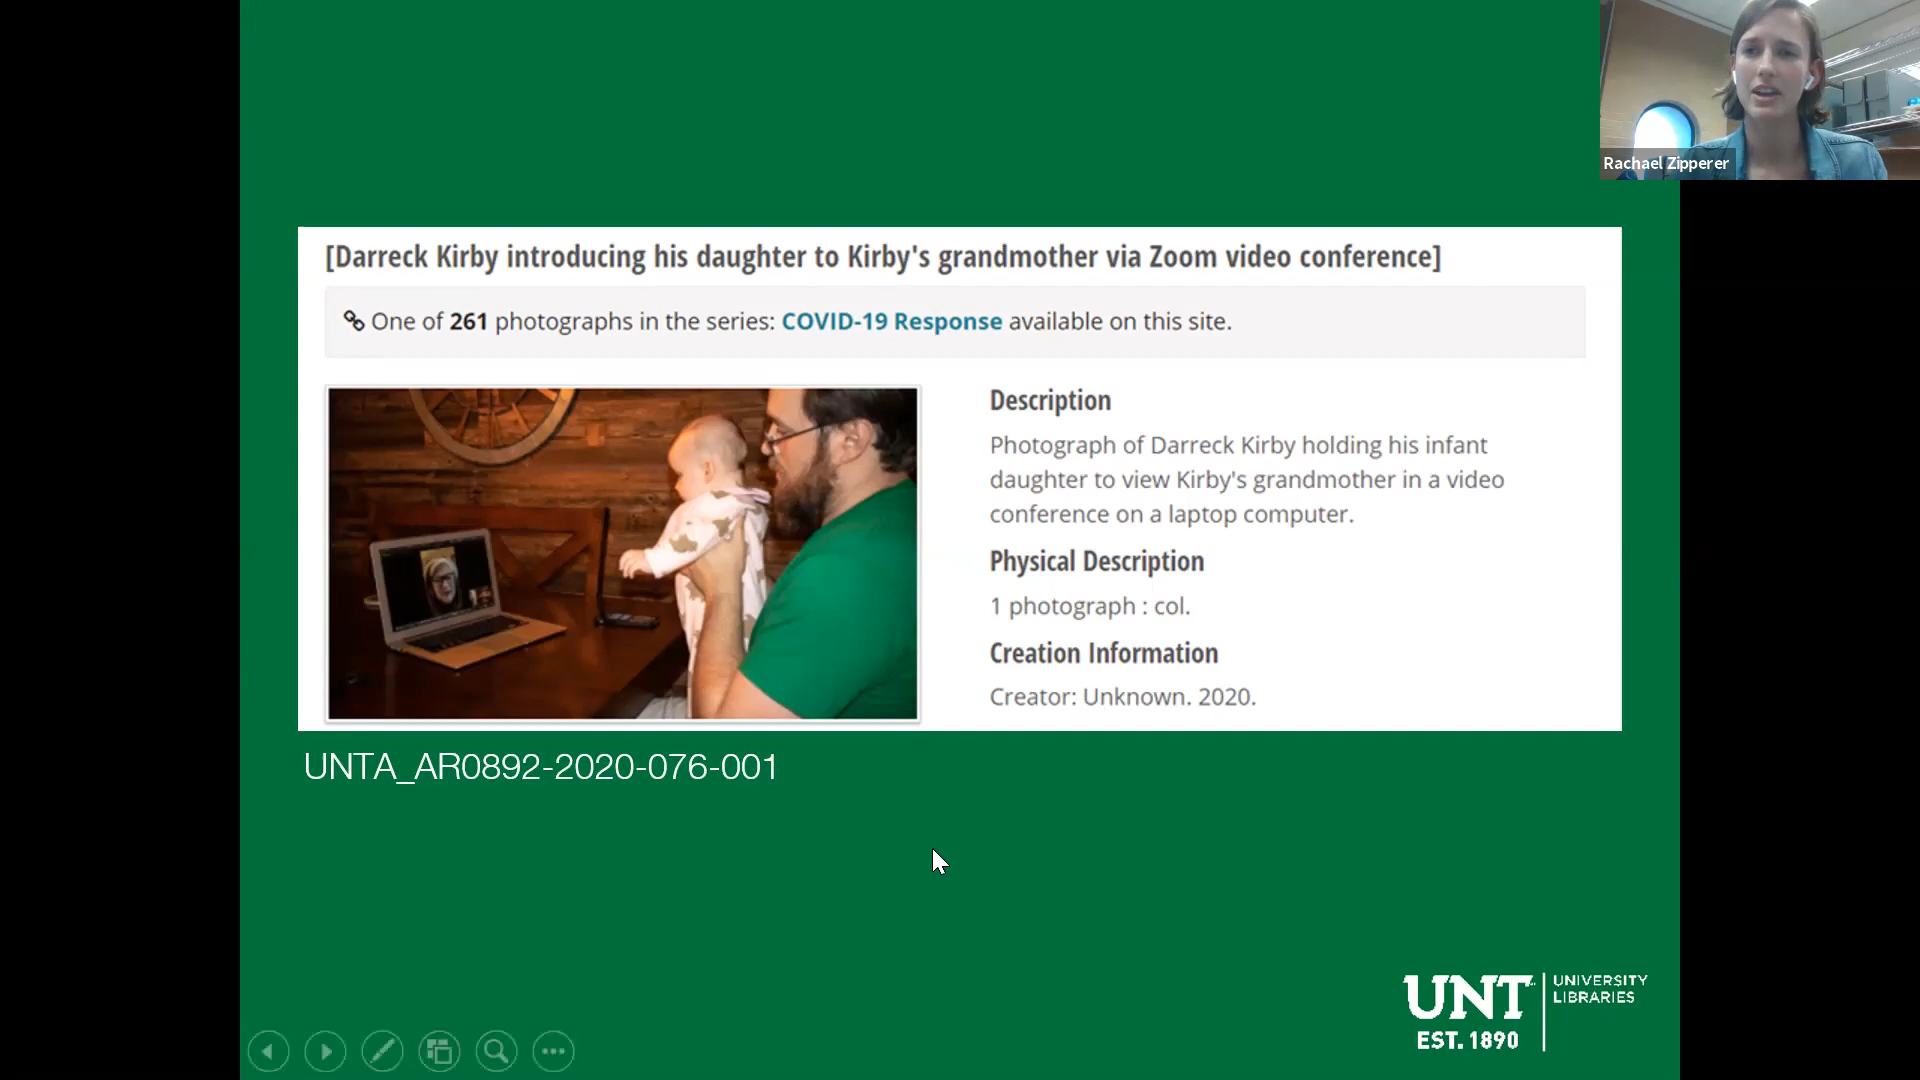 Rachael Zipperer
[Darreck Kirby introducing his daughter to Kirby's grandmother via Zoom video conference]
One of 261 photographs in the series: COVID-19 Response available on this site.
Description
Photograph of Darreck Kirby holding his infant
daughter to view Kirby's grandmother in a video
conference on a laptop computer.
Physical Description
1 photograph : col.
Creation Information
Creator: Unknown. 2020.
UNTA_AR0892-2020-076-001
UNT
EST. 1890
UNIVERSITY
LIBRARIES